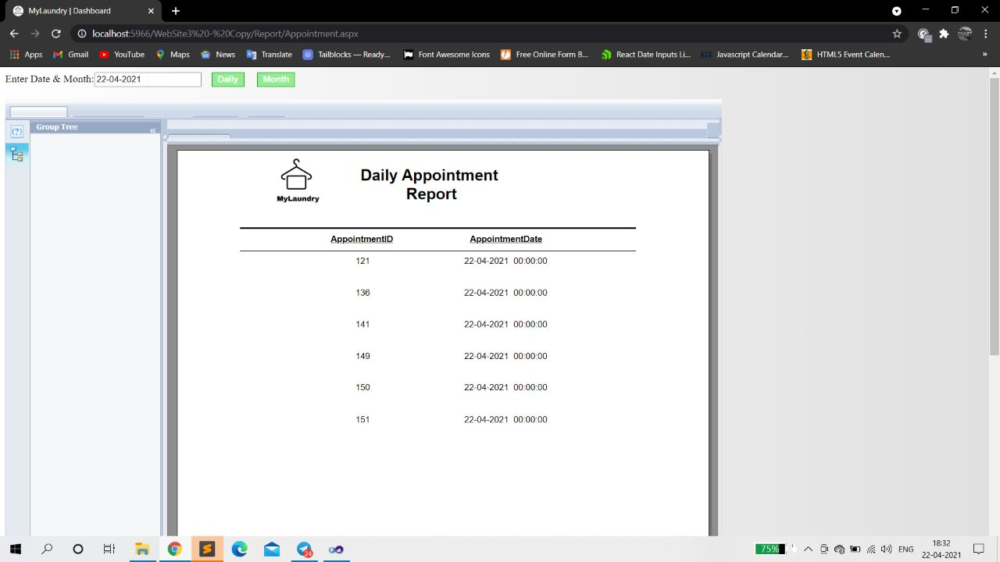 MyLaundry | Dashboard
localhost:5966/WebSite3%20-%20Copy/Report/Appointment.aspx
Apps Gmail YouTube Maps News Translate Tailblocks — Ready... Font Awesome Icons Free Online Form B... React Date Inputs Li... Javascript Calendar... HTML5 Event Calen... »
Enter Date & Month: 22-04-2021 Daily Month
Group Tree
Daily Appointment
Report
MyLaundry
AppointmentID AppointmentDate
121 22-04-2021 00:00:00
136 22-04-2021 00:00:00
141 22-04-2021 00:00:00
149 22-04-2021 00:00:00
150 22-04-2021 00:00:00
151 22-04-2021 00:00:00
75% ENG 18:32
22-04-2021
24